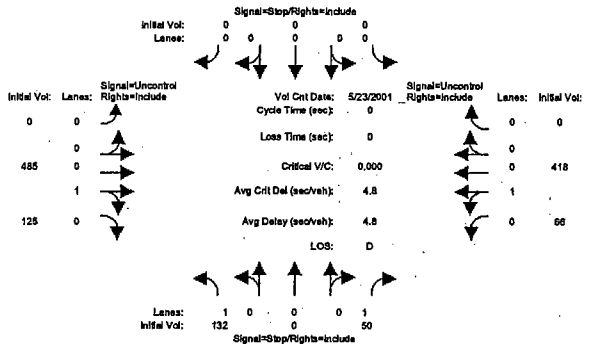 Signal=Stop/Rights=Include
Initial Vol: 0 0 0
Lanes: 0 0 0 0 0
Signal=Uncontrol Signal=Uncontrol
Initial Vol: Lanes: Rights=Include Vol Cnt Date: 5/23/2001 Rights=Include Lanes: Initial Vol:
Cycle Time (sec): 0
0 0 0 0
Loss Time (sec): 0
0 0
485 0 Critical V/C: 0.000 0 418
1 Avg Crit Del (sec/veh): 4.8 1
125 0 Avg Delay (sec/veh): 4.8 0 66
LOS: D
Lanes: 1 0 0 0 1
Initial Vol: 132 0 50
Signal=Stop/Rights=Include